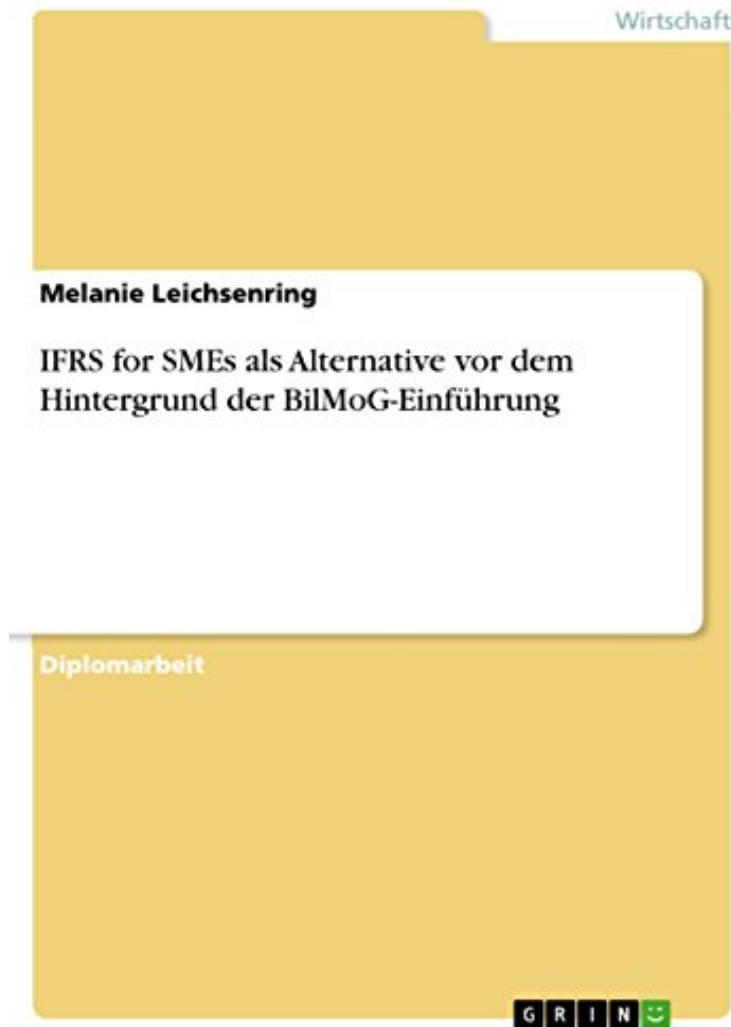 Wirtschaft
Melanie Leichsenring
IFRS for SMEs als Alternative vor dem
Hintergrund der BilMoG-Einführung
Diplomarbeit
GRIN